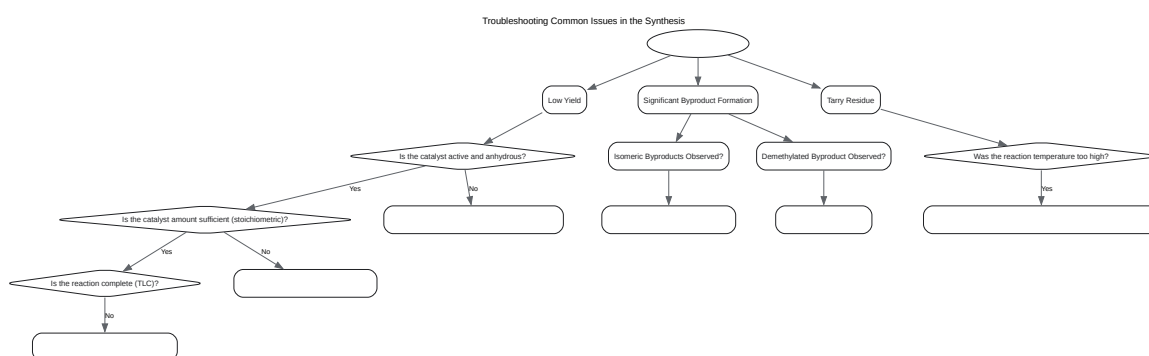 Troubleshooting Common Issues in the Synthesis
Low Yield
Significant Byproduct Formation
Tarry Residue
Is the catalyst active and anhydrous?
Isomeric Byproducts Observed?
Demethylated Byproduct Observed?
Was the reaction temperature too high?
Yes
No
Yes
Is the catalyst amount sufficient (stoichiometric)?
Yes
No
Is the reaction complete (TLC)?
No